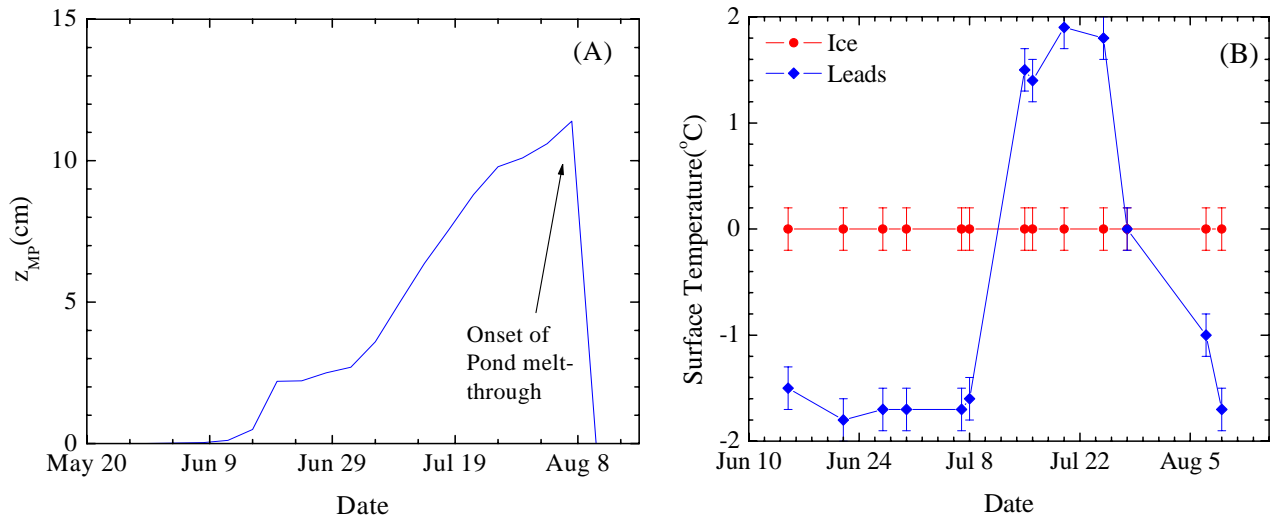 15
10
5
0
z_MP(cm)
(A)
Onset of
Pond melt-
through
May 20 Jun 9 Jun 29 Jul 19 Aug 8
Date
2
1
0
-1
-2
Surface Temperature(°C)
Ice
Leads
(B)
Jun 10 Jun 24 Jul 8 Jul 22 Aug 5
Date